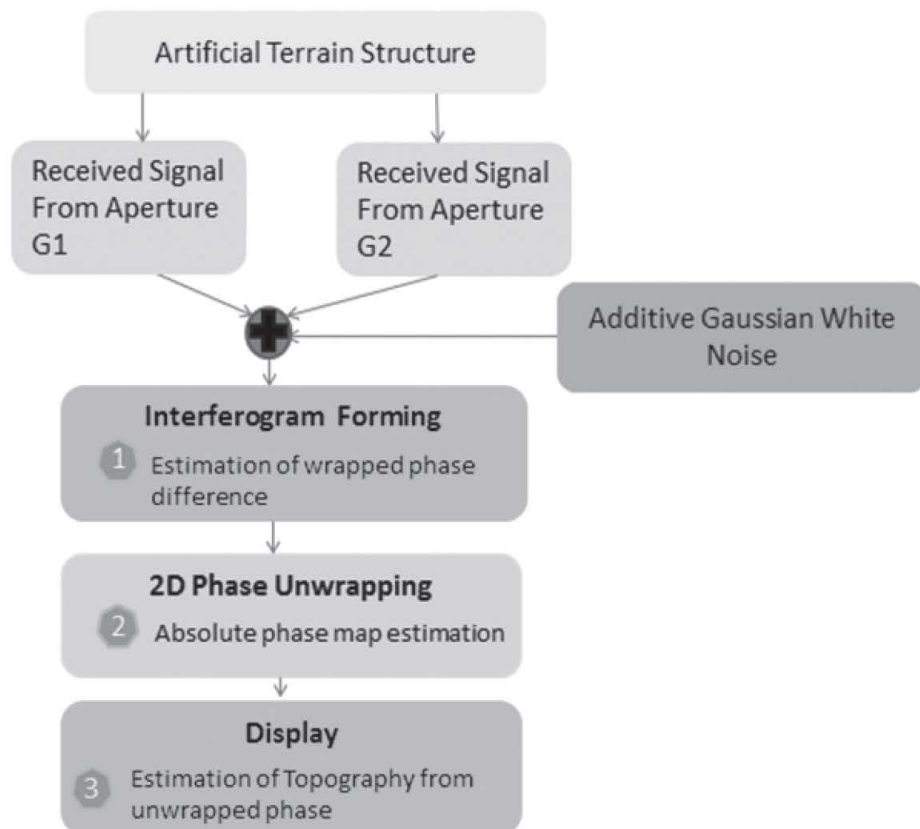 Artificial Terrain Structure
Received Signal
From Aperture
G1
Received Signal
From Aperture
G2
Additive Gaussian White
Noise
Interferogram Forming
1 Estimation of wrapped phase
difference
2D Phase Unwrapping
2 Absolute phase map estimation
Display
3 Estimation of Topography from
unwrapped phase